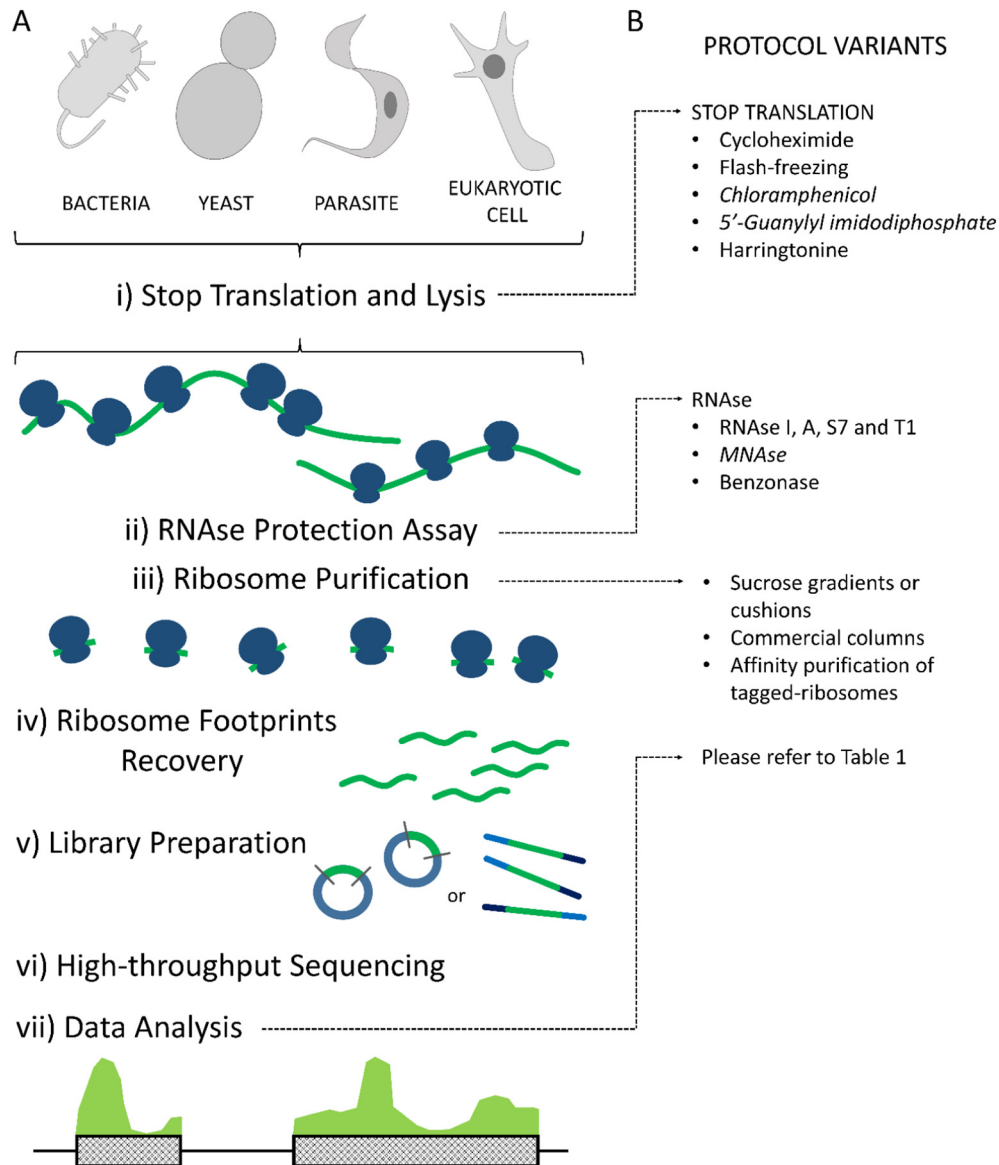 A
BACTERIA
YEAST
PARASITE
EUKARYOTIC
CELL
i) Stop Translation and Lysis
ii) RNAse Protection Assay
iii) Ribosome Purification
iv) Ribosome Footprints
Recovery
v) Library Preparation
or
vi) High-throughput Sequencing
vii) Data Analysis
B
PROTOCOL VARIANTS
STOP TRANSLATION
• Cycloheximide
• Flash-freezing
• Chloramphenicol
• 5′-Guanylyl imidodiphosphate
• Harringtonine
RNAse
• RNAse I, A, S7 and T1
• MNAse
• Benzonase
• Sucrose gradients or
cushions
• Commercial columns
• Affinity purification of
tagged-ribosomes
Please refer to Table 1